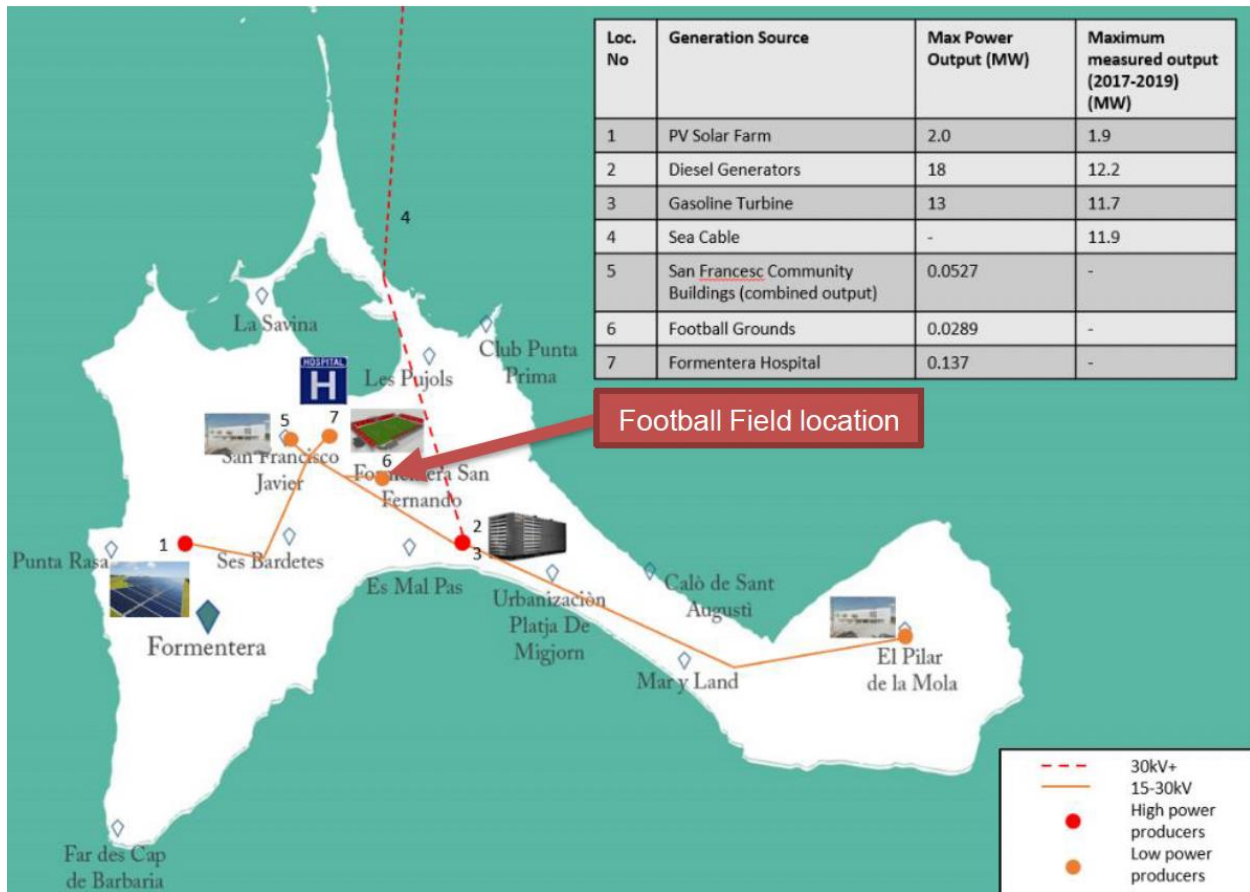 Loc. No Generation Source Max Power Output (MW) Maximum measured output (2017-2019) (MW)
1 PV Solar Farm 2.0 1.9
2 Diesel Generators 18 12.2
3 Gasoline Turbine 13 11.7
4 Sea Cable - 11.9
5 San Francesc Community Buildings (combined output) 0.0527 -
6 Football Grounds 0.0289 -
7 Formentera Hospital 0.137 -
4
La Savina
Club Punta
Prima
HOSPITAL
H
Les Pujols
Football Field location
5
7
6
San Francisco
Javier
Formentera San
Fernando
2
3
1
Punta Rasa
Ses Bardetes
Es Mal Pas
Urbanizaciòn
Platja De
Migjorn
Calò de Sant
Augustì
Formentera
Mar y Land
El Pilar
de la Mola
Far des Cap
de Barbaria
30kV+
15-30kV
High power
producers
Low power
producers